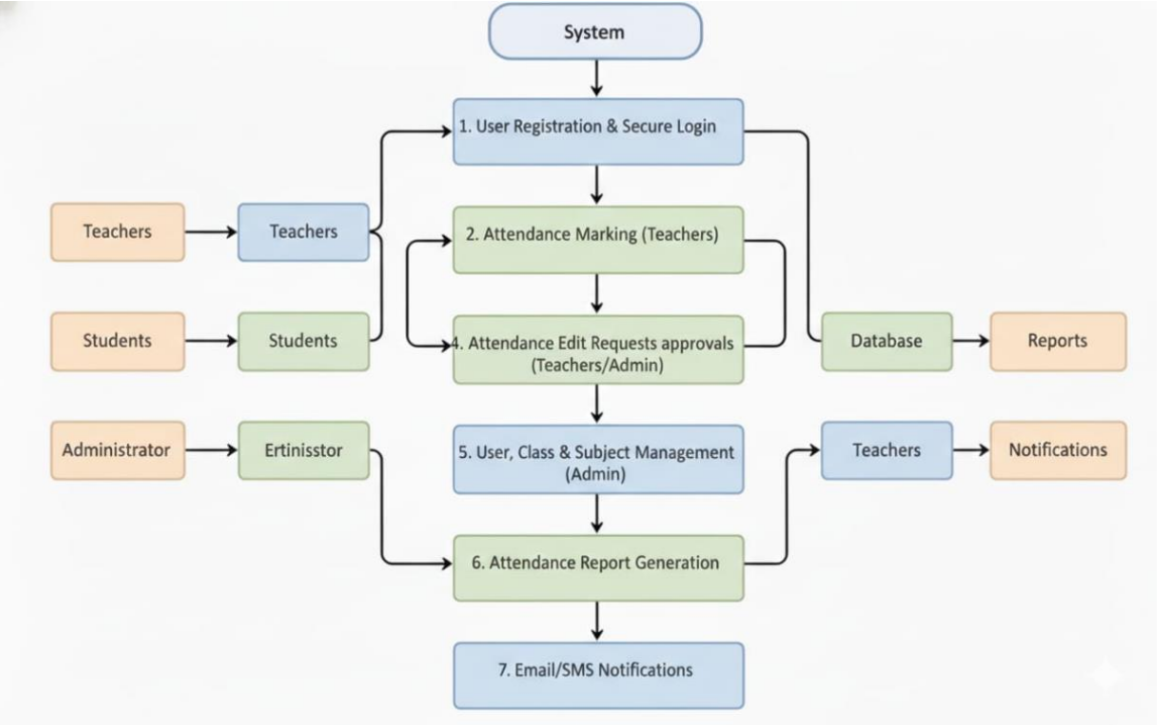 System
1. User Registration & Secure Login
Teachers
Teachers
2. Attendance Marking (Teachers)
Students
Students
4. Attendance Edit Requests approvals
(Teachers/Admin)
Database
Reports
Administrator
Ertinisstor
5. User, Class & Subject Management
(Admin)
Teachers
Notifications
6. Attendance Report Generation
7. Email/SMS Notifications